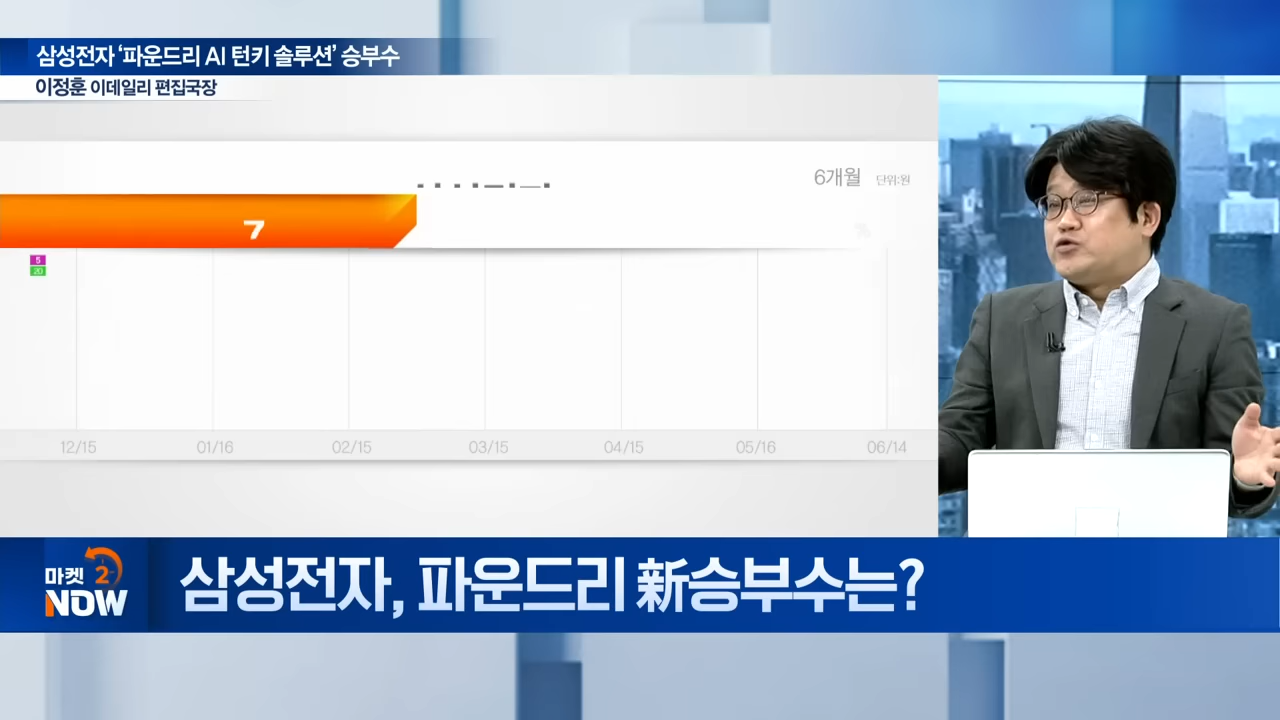 삼성전자 ‘파운드리 AI 턴키 솔루션’ 승부수
이정훈 이데일리 편집국장
6개월 단위:원
7
%
5
20
12/15 01/16 02/15 03/15 04/15 05/16 06/14
마켓 2
NOW
삼성전자, 파운드리 新승부수는?